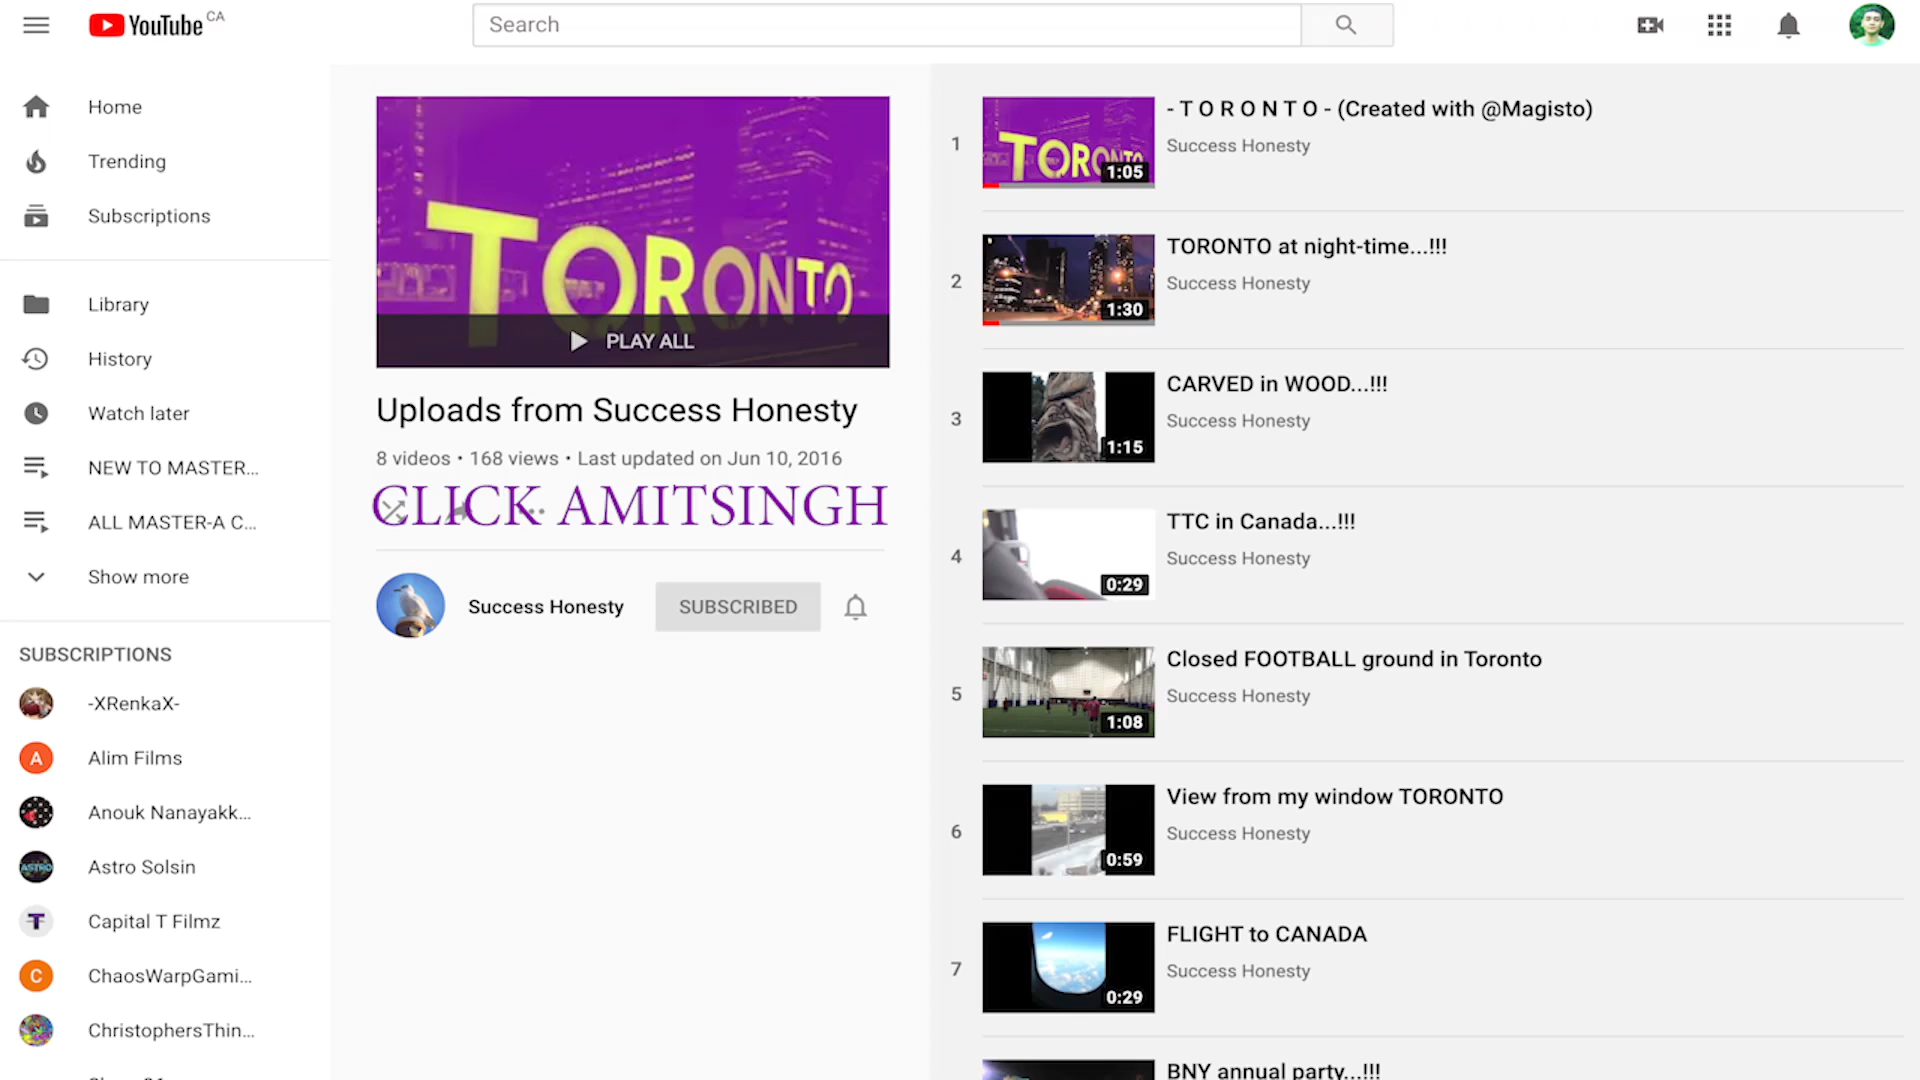 YouTube CA
Search
Home
Trending
Subscriptions
Library
History
Watch later
NEW TO MASTER...
ALL MASTER-A C...
Show more
SUBSCRIPTIONS
-XRenkaX-
A Alim Films
Anouk Nanayakk...
ASTRO Astro Solsin
T Capital T Filmz
C ChaosWarpGami...
ChristophersThin...
TORONTO
PLAY ALL
Uploads from Success Honesty
8 videos • 168 views • Last updated on Jun 10, 2016
CLICK AMITSINGH
Success Honesty SUBSCRIBED
1 TORONTO 1:05 - T O R O N T O - (Created with @Magisto)
Success Honesty
2 1:30 TORONTO at night-time...!!!
Success Honesty
3 1:15 CARVED in WOOD...!!!
Success Honesty
4 0:29 TTC in Canada...!!!
Success Honesty
5 1:08 Closed FOOTBALL ground in Toronto
Success Honesty
6 0:59 View from my window TORONTO
Success Honesty
7 0:29 FLIGHT to CANADA
Success Honesty
BNY annual party...!!!